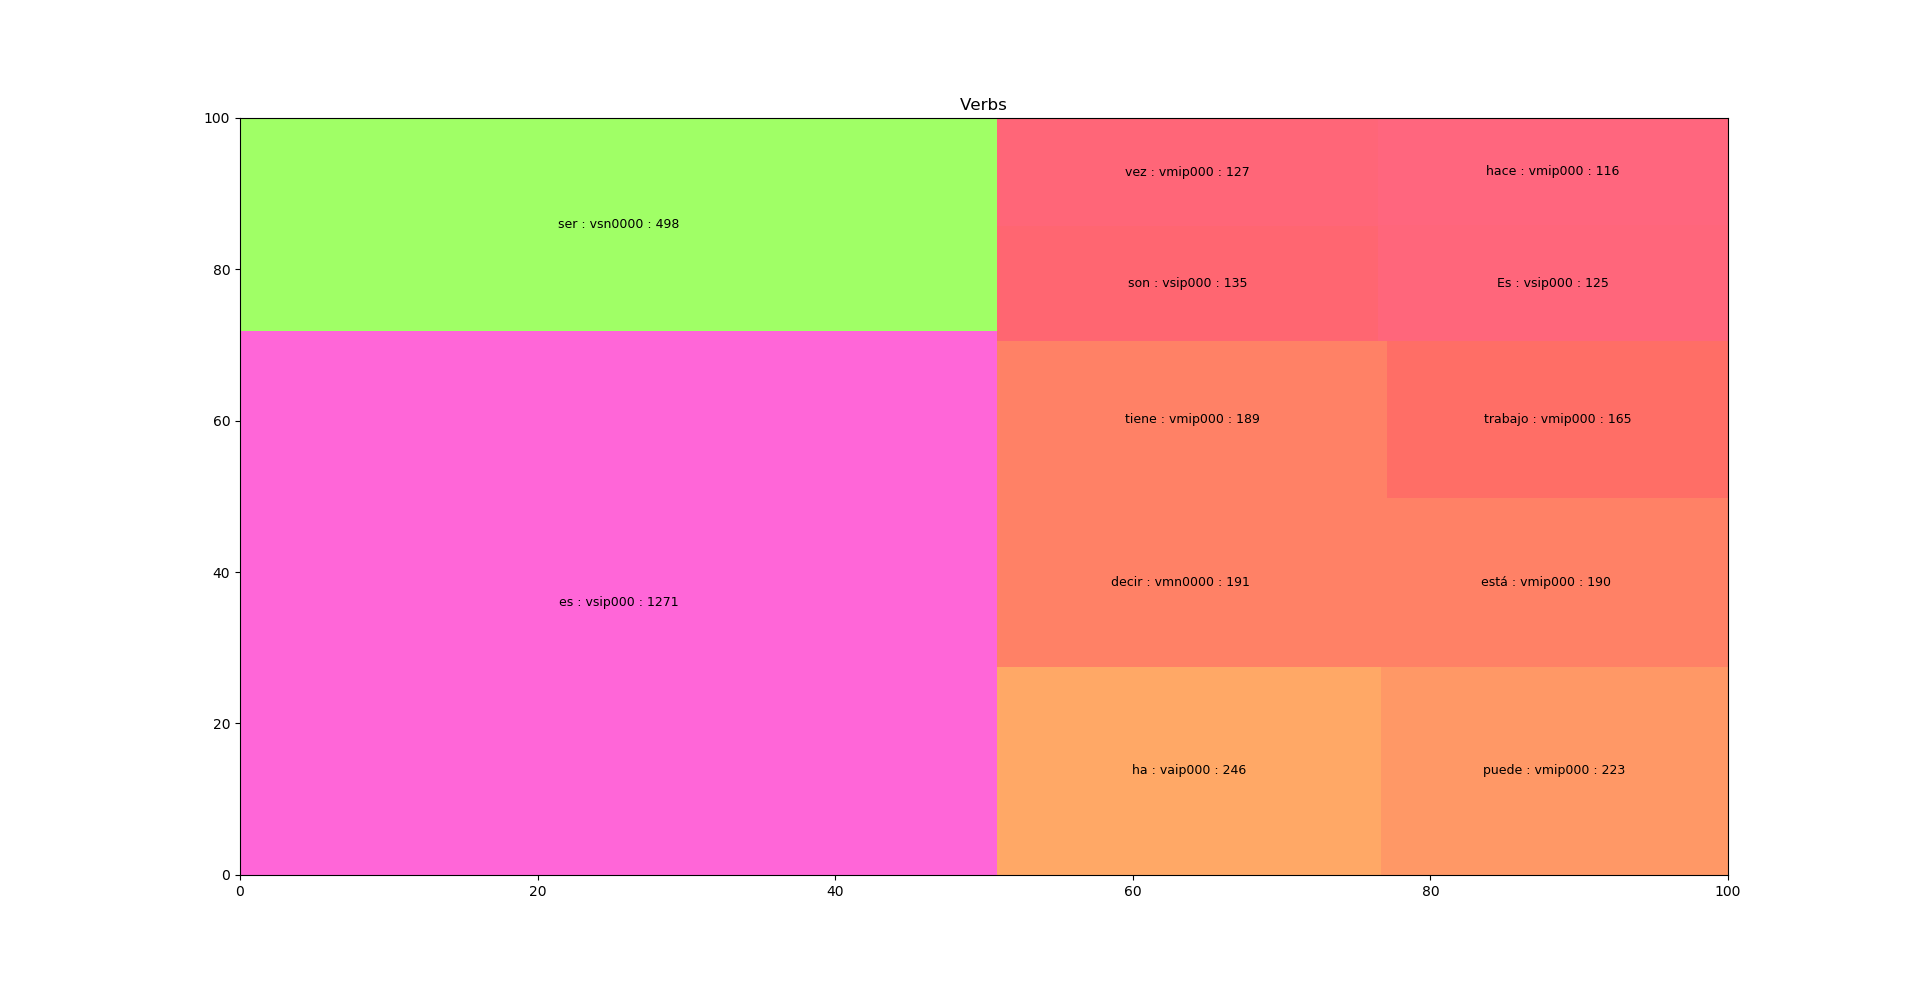 Verbs
100
80
60
40
20
0
0 20 40 60 80 100
ser : vsn0000 : 498
es : vsip000 : 1271
vez : vmip000 : 127
hace : vmip000 : 116
son : vsip000 : 135
Es : vsip000 : 125
tiene : vmip000 : 189
trabajo : vmip000 : 165
decir : vmn0000 : 191
está : vmip000 : 190
ha : vaip000 : 246
puede : vmip000 : 223